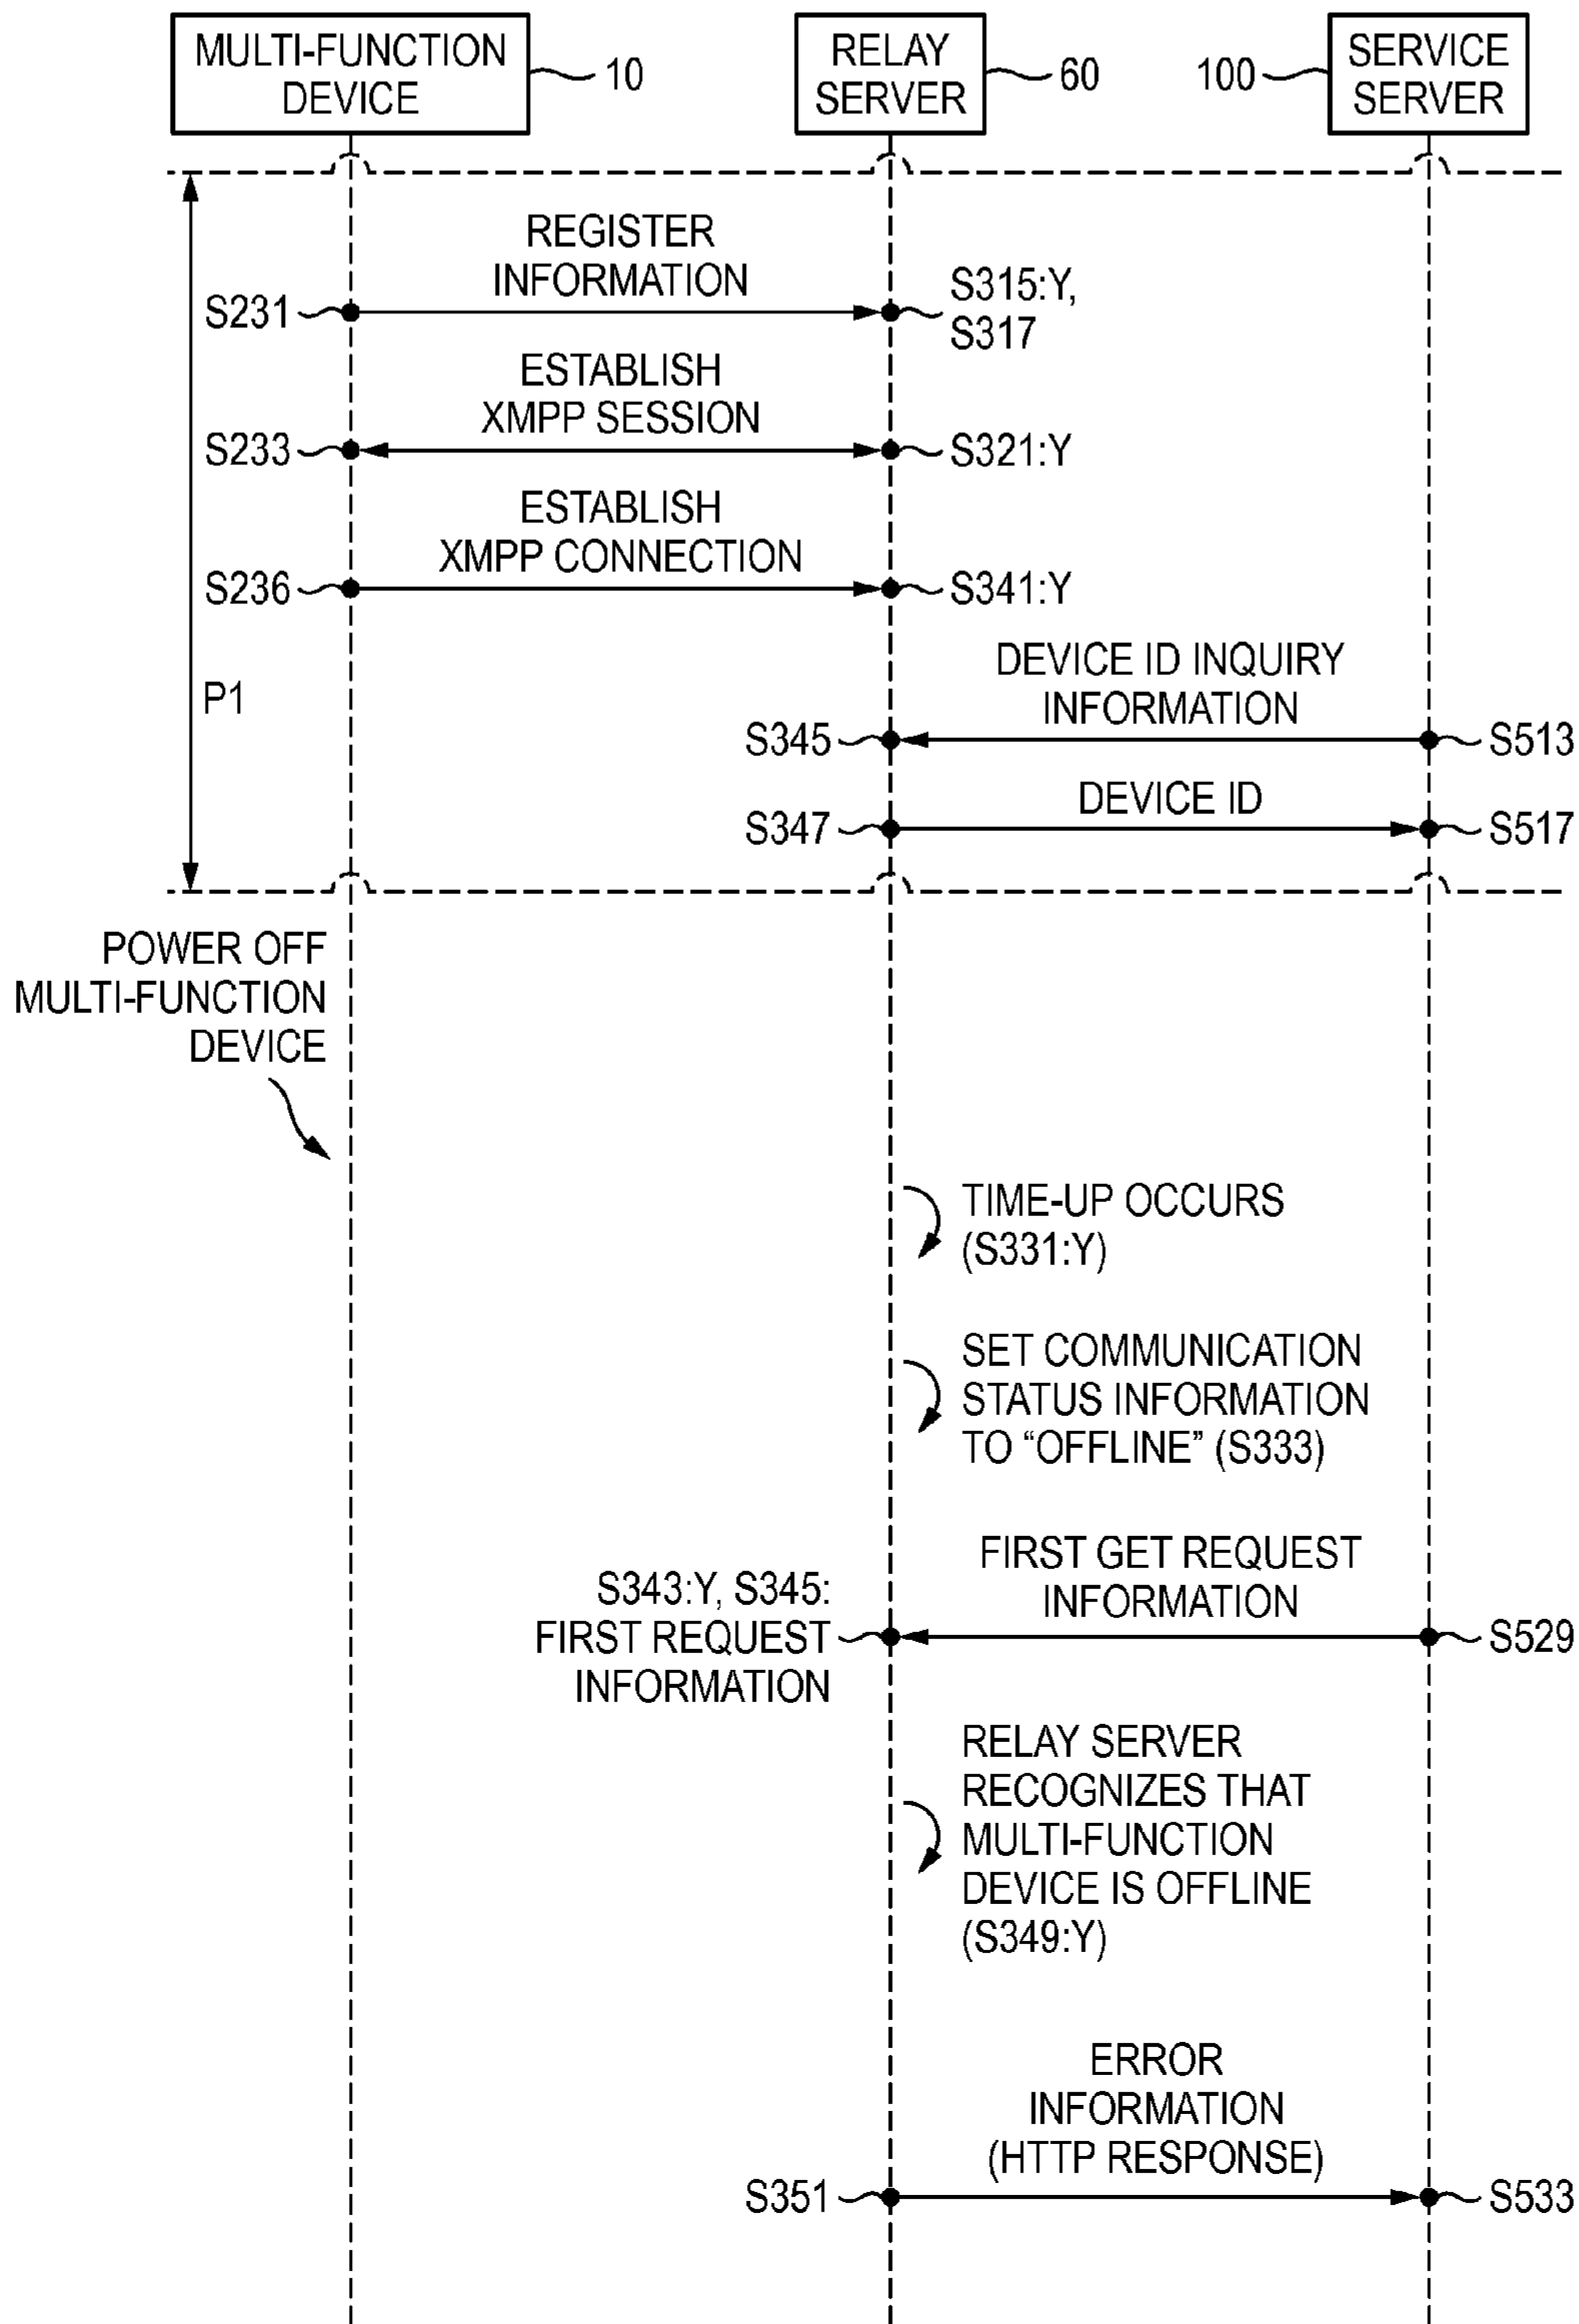 MULTI-FUNCTION
DEVICE
10
RELAY
SERVER
60
100
SERVICE
SERVER
REGISTER
INFORMATION
S231
S315:Y,
S317
ESTABLISH
XMPP SESSION
S233
S321:Y
ESTABLISH
XMPP CONNECTION
S236
S341:Y
P1
DEVICE ID INQUIRY
INFORMATION
S345
S513
DEVICE ID
S347
S517
POWER OFF
MULTI-FUNCTION
DEVICE
TIME-UP OCCURS
(S331:Y)
SET COMMUNICATION
STATUS INFORMATION
TO “OFFLINE” (S333)
FIRST GET REQUEST
INFORMATION
S343:Y, S345:
FIRST REQUEST
INFORMATION
S529
RELAY SERVER
RECOGNIZES THAT
MULTI-FUNCTION
DEVICE IS OFFLINE
(S349:Y)
ERROR
INFORMATION
(HTTP RESPONSE)
S351
S533